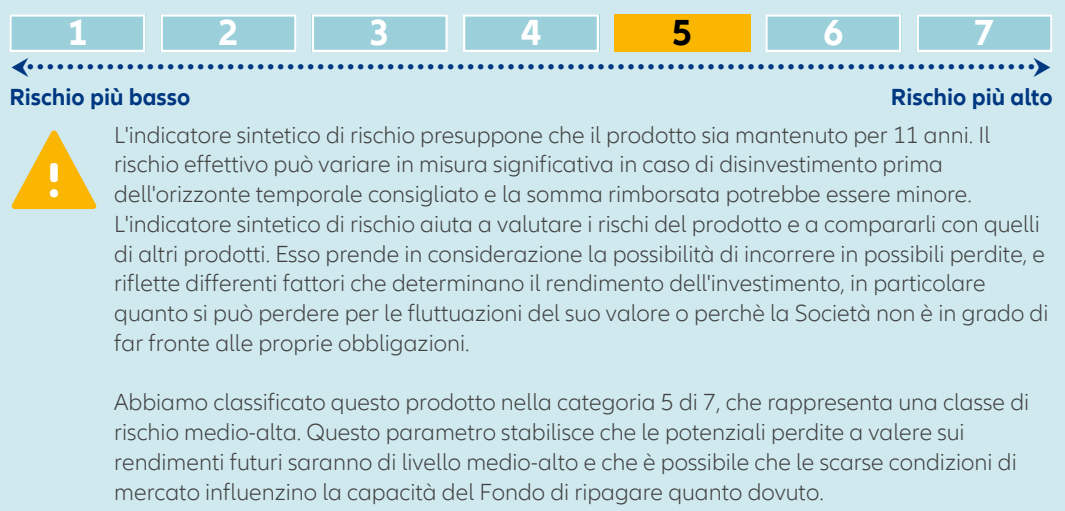 1 2 3 4 5 6 7
Rischio più basso Rischio più alto
L'indicatore sintetico di rischio presuppone che il prodotto sia mantenuto per 11 anni. Il
rischio effettivo può variare in misura significativa in caso di disinvestimento prima
dell'orizzonte temporale consigliato e la somma rimborsata potrebbe essere minore.
L'indicatore sintetico di rischio aiuta a valutare i rischi del prodotto e a compararli con quelli
di altri prodotti. Esso prende in considerazione la possibilità di incorrere in possibili perdite, e
riflette differenti fattori che determinano il rendimento dell'investimento, in particolare
quanto si può perdere per le fluttuazioni del suo valore o perchè la Società non è in grado di
far fronte alle proprie obbligazioni.
Abbiamo classificato questo prodotto nella categoria 5 di 7, che rappresenta una classe di
rischio medio-alta. Questo parametro stabilisce che le potenziali perdite a valere sui
rendimenti futuri saranno di livello medio-alto e che è possibile che le scarse condizioni di
mercato influenzino la capacità del Fondo di ripagare quanto dovuto.